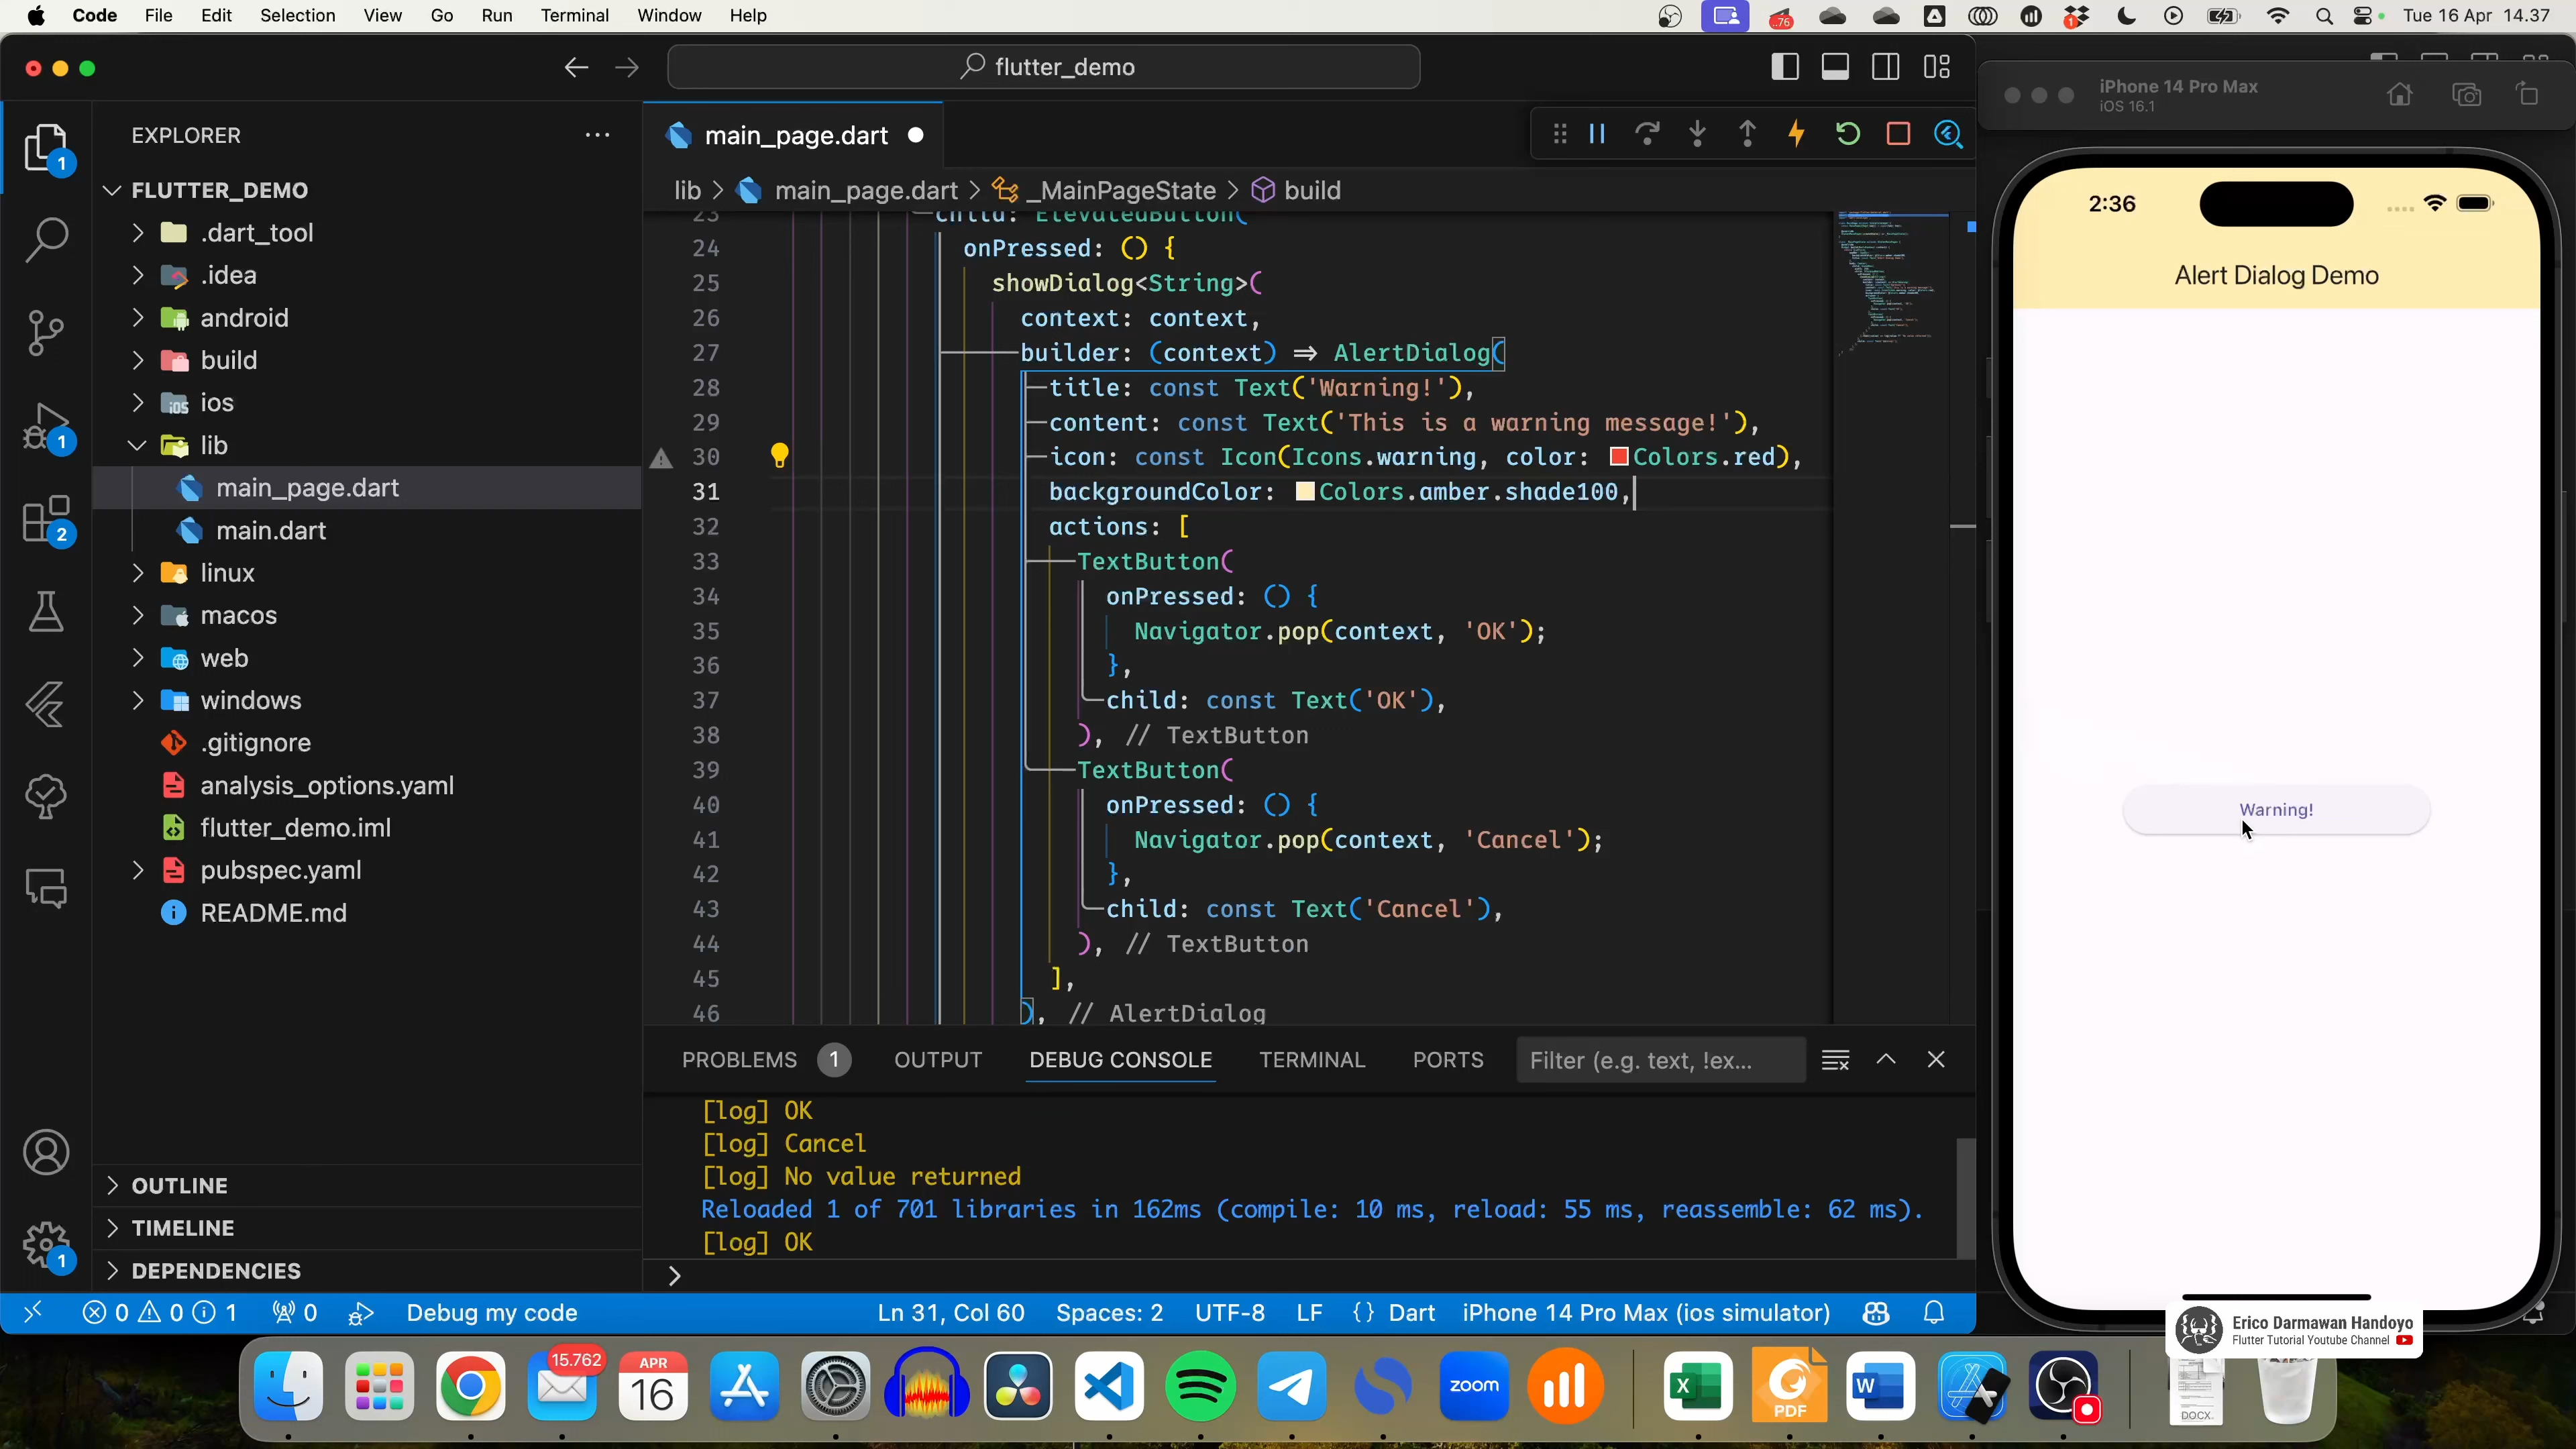 Code File Edit Selection View Go Run Terminal Window Help
..76
1
Tue 16 Apr 14.37
flutter_demo
EXPLORER
FLUTTER_DEMO
.dart_tool
.idea
android
build
ios
lib
main_page.dart
main.dart
linux
macos
web
windows
.gitignore
analysis_options.yaml
flutter_demo.iml
pubspec.yaml
README.md
OUTLINE
TIMELINE
DEPENDENCIES
1
1
2
1
main_page.dart
lib > main_page.dart > _MainPageState > build
23 child: ElevatedButton(
24 onPressed: () {
25 showDialog<String>(
26 context: context,
27 builder: (context) => AlertDialog(
28 title: const Text('Warning!'),
29 content: const Text('This is a warning message!'),
30 icon: const Icon(Icons.warning, color: Colors.red),
31 backgroundColor: Colors.amber.shade100,
32 actions: [
33 TextButton(
34 onPressed: () {
35 Navigator.pop(context, 'OK');
36 },
37 child: const Text('OK'),
38 ), // TextButton
39 TextButton(
40 onPressed: () {
41 Navigator.pop(context, 'Cancel');
42 },
43 child: const Text('Cancel'),
44 ), // TextButton
45 ],
46 ), // AlertDialog
PROBLEMS 1 OUTPUT DEBUG CONSOLE TERMINAL PORTS Filter (e.g. text, !ex...
[log] OK
[log] Cancel
[log] No value returned
Reloaded 1 of 701 libraries in 162ms (compile: 10 ms, reload: 55 ms, reassemble: 62 ms).
[log] OK
>
0 0 1 0 Debug my code Ln 31, Col 60 Spaces: 2 UTF-8 LF {} Dart iPhone 14 Pro Max (ios simulator)
iPhone 14 Pro Max
iOS 16.1
2:36
Alert Dialog Demo
Warning!
Erico Darmawan Handoyo
Flutter Tutorial Youtube Channel
15.762
APR
16
zoom
X
PDF
W
DOCX